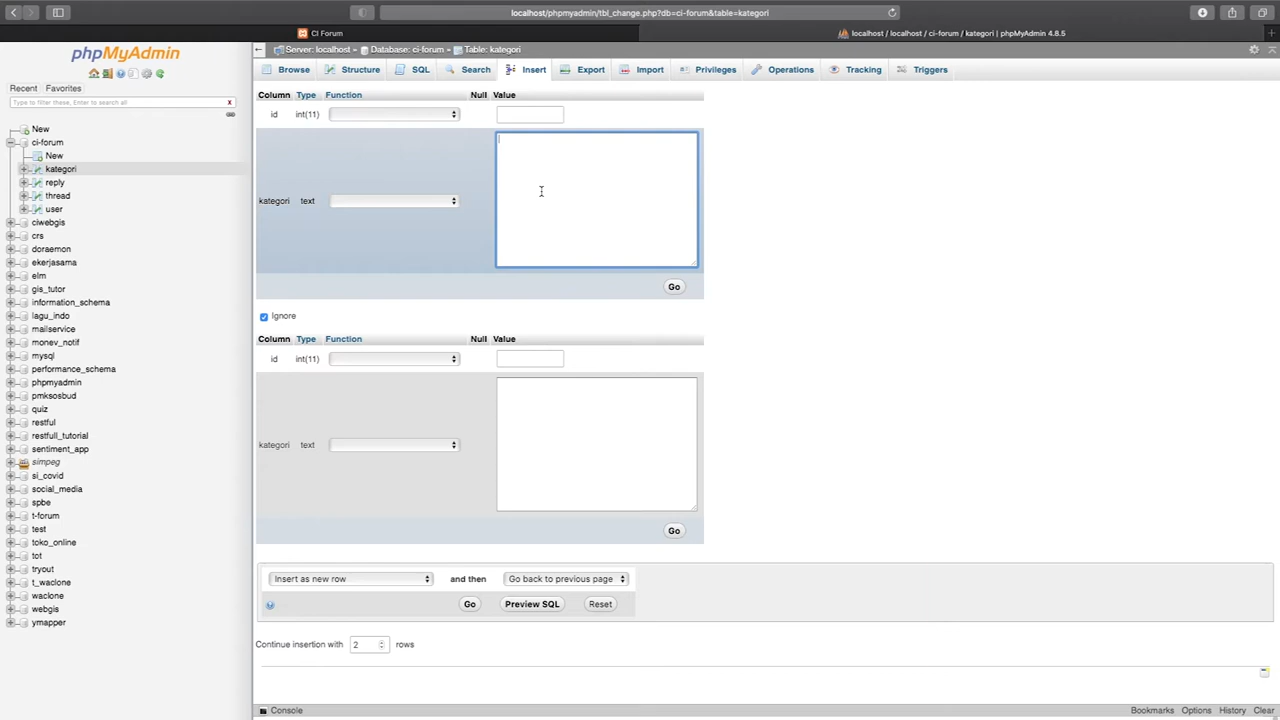 localhost/phpmyadmin/tbl_change.php?db=ci-forum&table=kategori
CI Forum
localhost / localhost / ci-forum / kategori | phpMyAdmin 4.8.5
phpMyAdmin
Server: localhost » Database: ci-forum » Table: kategori
Browse Structure SQL Search Insert Export Import Privileges Operations Tracking Triggers
Recent Favorites
Type to filter these, Enter to search all X
New
ci-forum
New
kategori
reply
thread
user
ciwebgis
crs
doraemon
ekerjasama
elm
gis_tutor
information_schema
lagu_indo
mailservice
monev_notif
mysql
performance_schema
phpmyadmin
pmksosbud
quiz
restful
restfull_tutorial
sentiment_app
simpeg
si_covid
social_media
spbe
t-forum
test
toko_online
tot
tryout
t_waclone
waclone
webgis
ymapper
Column Type Function Null Value
id int(11)
kategori text
Go
Ignore
Column Type Function Null Value
id int(11)
kategori text
Go
Insert as new row and then Go back to previous page
Go Preview SQL Reset
Continue insertion with 2 rows
Console Bookmarks Options History Clear